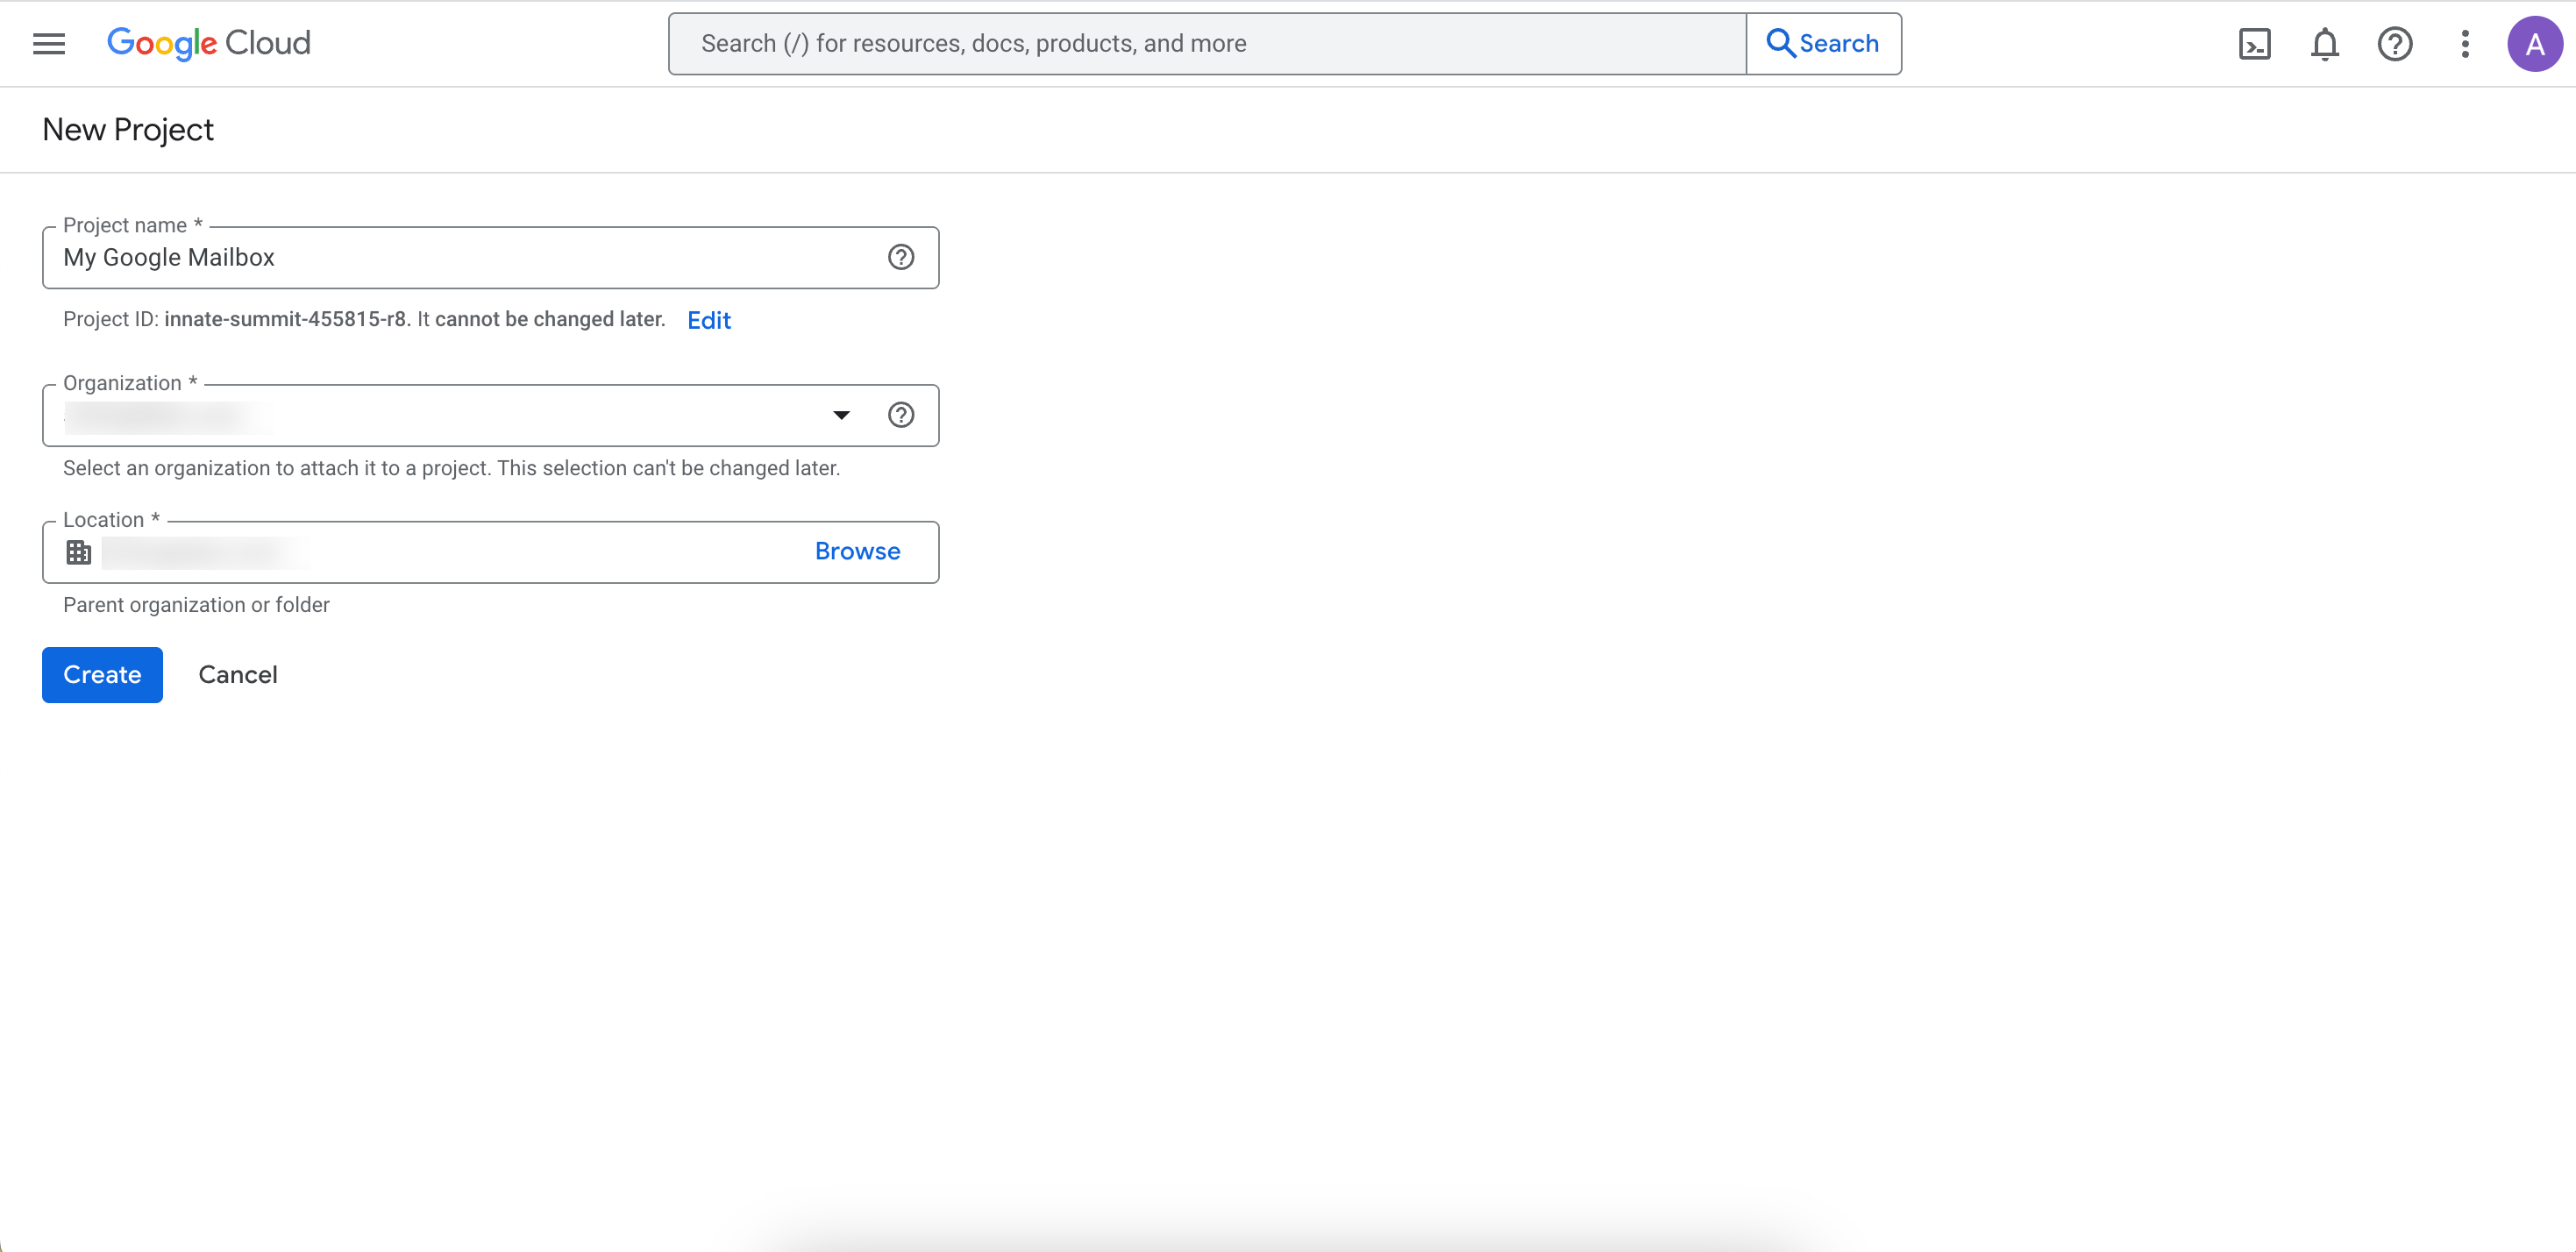 Google Cloud
Search (/) for resources, docs, products, and more
Search
A
New Project
Project name *
My Google Mailbox
Project ID: innate-summit-455815-r8. It cannot be changed later. Edit
Organization *
Select an organization to attach it to a project. This selection can't be changed later.
Location *
Browse
Parent organization or folder
Create Cancel